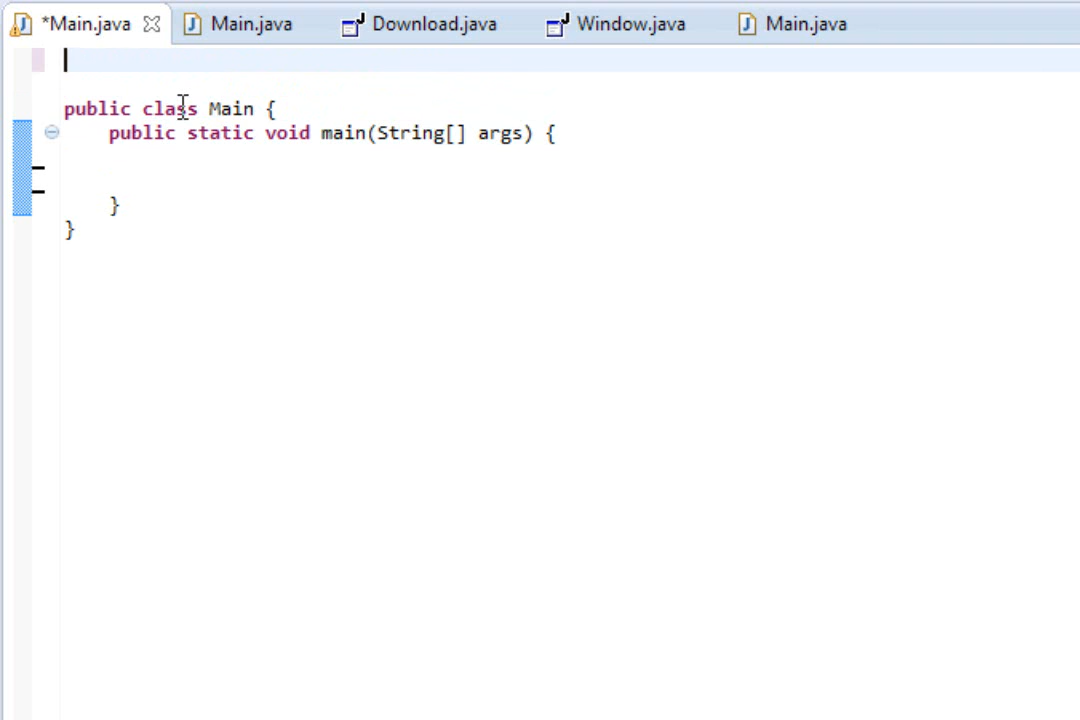 *Main.java Main.java Download.java Window.java Main.java
public class Main {
public static void main(String[] args) {
}
}